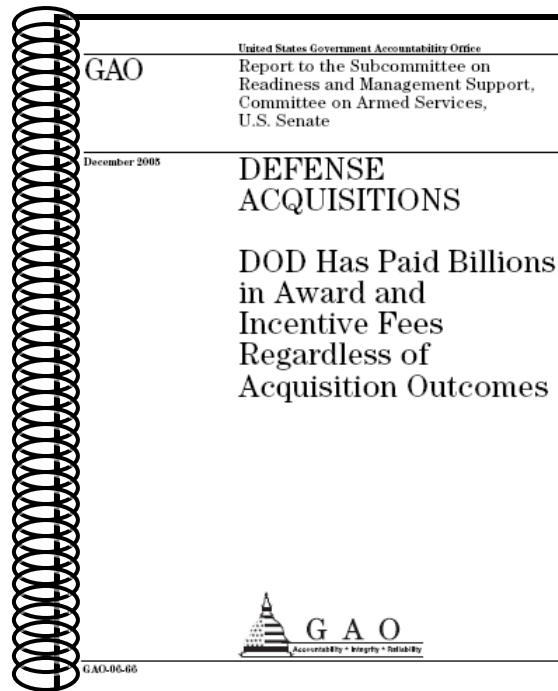 United States Government Accountability Office
GAO
Report to the Subcommittee on
Readiness and Management Support,
Committee on Armed Services,
U.S. Senate
December 2005
DEFENSE
ACQUISITIONS
DOD Has Paid Billions
in Award and
Incentive Fees
Regardless of
Acquisition Outcomes
G A O
Accountability * Integrity * Reliability
GAO-06-66